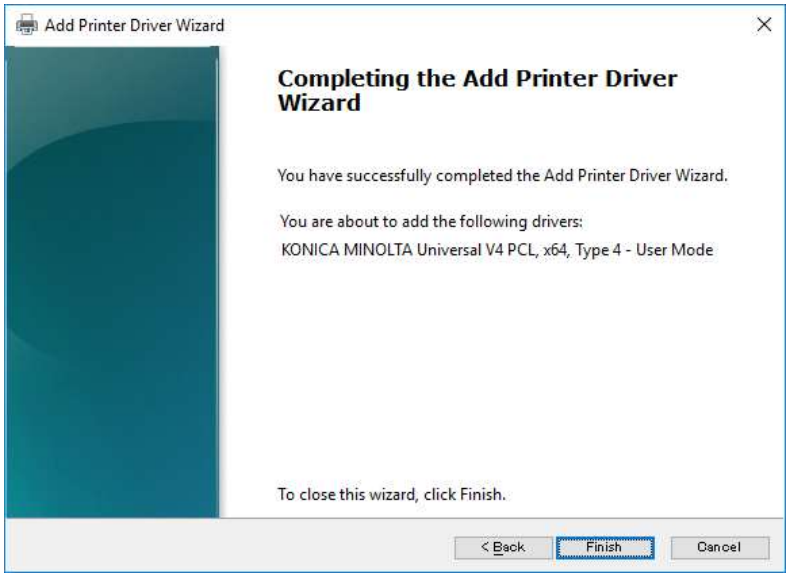 Add Printer Driver Wizard
Completing the Add Printer Driver
Wizard
You have successfully completed the Add Printer Driver Wizard.
You are about to add the following drivers:
KONICA MINOLTA Universal V4 PCL, x64, Type 4 - User Mode
To close this wizard, click Finish.
< Back Finish Cancel